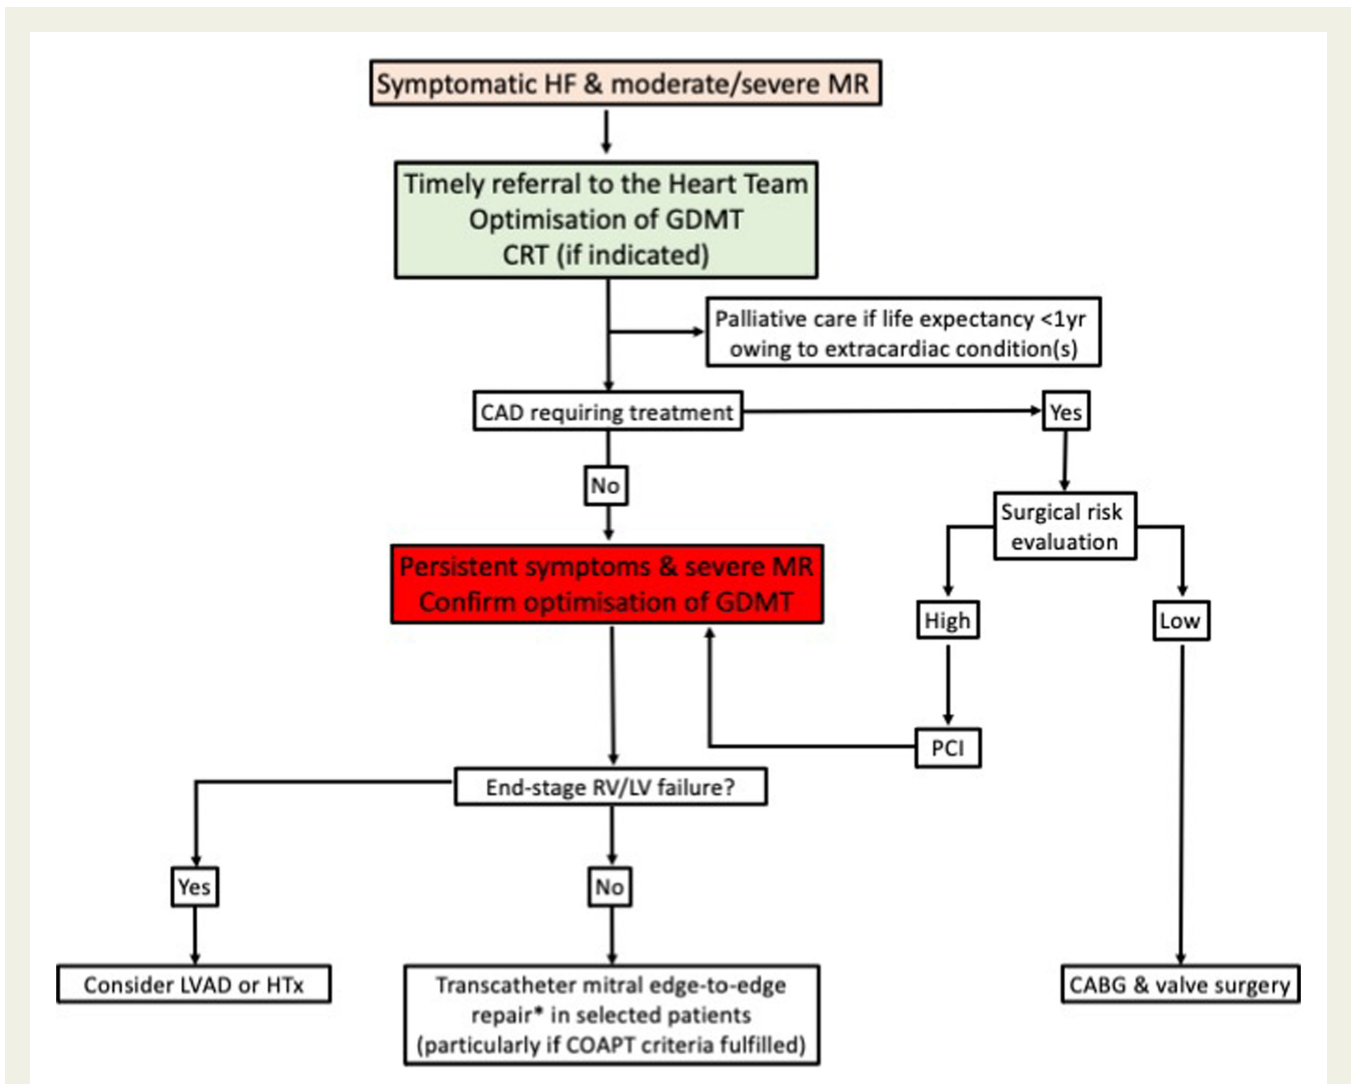 Symptomatic HF & moderate/severe MR
Timely referral to the Heart Team
Optimisation of GDMT
CRT (if indicated)
Palliative care if life expectancy <1yr
owing to extracardiac condition(s)
CAD requiring treatment
Yes
No
Surgical risk
evaluation
Persistent symptoms & severe MR
Confirm optimisation of GDMT
High
Low
PCI
End-stage RV/LV failure?
Yes
No
Consider LVAD or HTx
Transcatheter mitral edge-to-edge
repair* in selected patients
(particularly if COAPT criteria fulfilled)
CABG & valve surgery